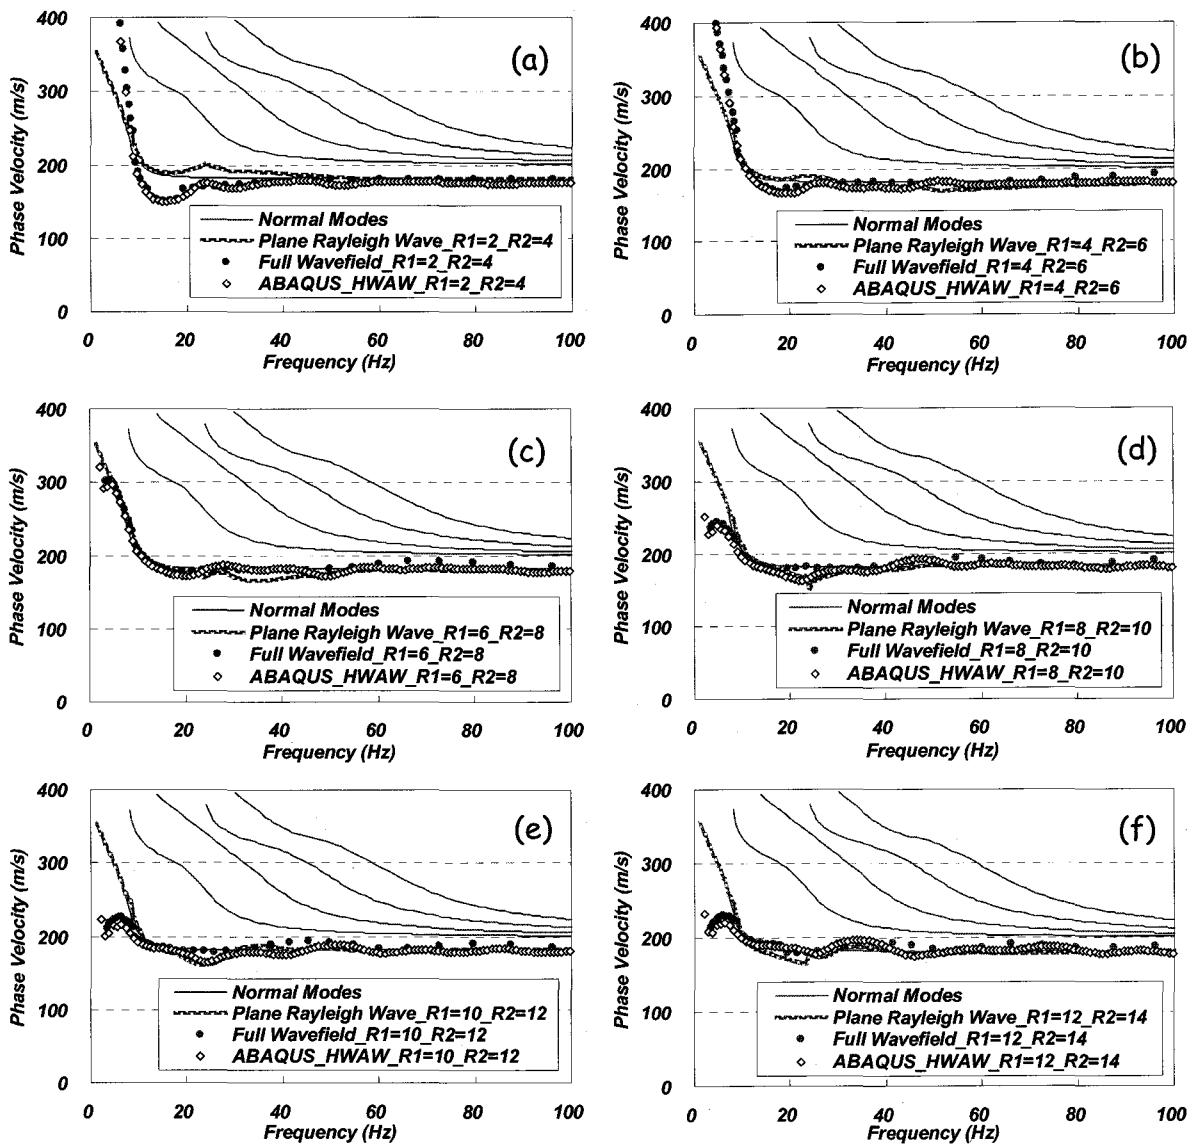 (a)
Phase Velocity (m/s)
400
300
200
100
0
Normal Modes
Plane Rayleigh Wave_R1=2_R2=4
Full Wavefield_R1=2_R2=4
ABAQUS_HWAW_R1=2_R2=4
0 20 40 60 80 100
Frequency (Hz)
(b)
Phase Velocity (m/s)
400
300
200
100
0
Normal Modes
Plane Rayleigh Wave_R1=4_R2=6
Full Wavefield_R1=4_R2=6
ABAQUS_HWAW_R1=4_R2=6
0 20 40 60 80 100
Frequency (Hz)
(c)
Phase Velocity (m/s)
400
300
200
100
0
Normal Modes
Plane Rayleigh Wave_R1=6_R2=8
Full Wavefield_R1=6_R2=8
ABAQUS_HWAW_R1=6_R2=8
0 20 40 60 80 100
Frequency (Hz)
(d)
Phase Velocity (m/s)
400
300
200
100
0
Normal Modes
Plane Rayleigh Wave_R1=8_R2=10
Full Wavefield_R1=8_R2=10
ABAQUS_HWAW_R1=8_R2=10
0 20 40 60 80 100
Frequency (Hz)
(e)
Phase Velocity (m/s)
400
300
200
100
0
Normal Modes
Plane Rayleigh Wave_R1=10_R2=12
Full Wavefield_R1=10_R2=12
ABAQUS_HWAW_R1=10_R2=12
0 20 40 60 80 100
Frequency (Hz)
(f)
Phase Velocity (m/s)
400
300
200
100
0
Normal Modes
Plane Rayleigh Wave_R1=12_R2=14
Full Wavefield_R1=12_R2=14
ABAQUS_HWAW_R1=12_R2=14
0 20 40 60 80 100
Frequency (Hz)